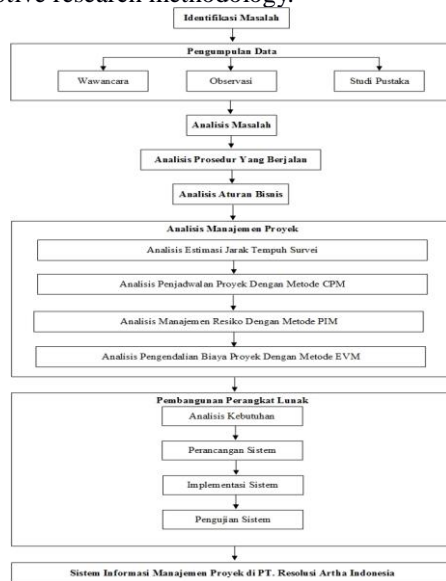 ptive research methodology.
Identifikasi Masalah
Pengumpulan Data
Wawancara
Observasi
Studi Pustaka
Analisis Masalah
Analisis Prosedur Yang Berjalan
Analisis Aturan Bisnis
Analisis Manajemen Proyek
Analisis Estimasi Jarak Tempuh Survei
Analisis Penjadwalan Proyek Dengan Metode CPM
Analisis Manajemen Resiko Dengan Metode PIM
Analisis Pengendalian Biaya Proyek Dengan Metode EVM
Pembangunan Perangkat Lunak
Analisis Kebutuhan
Perancangan Sistem
Implementasi Sistem
Pengujian Sistem
Sistem Informasi Manajemen Proyek di PT. Resolusi Artha Indonesia